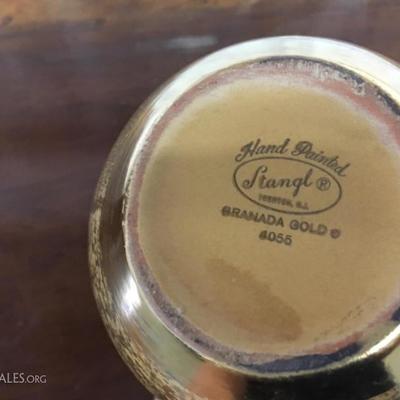 Hand Painted
Stangl ®
TRENTON, N.J.
GRANADA GOLD ©
4055
ALES.ORG